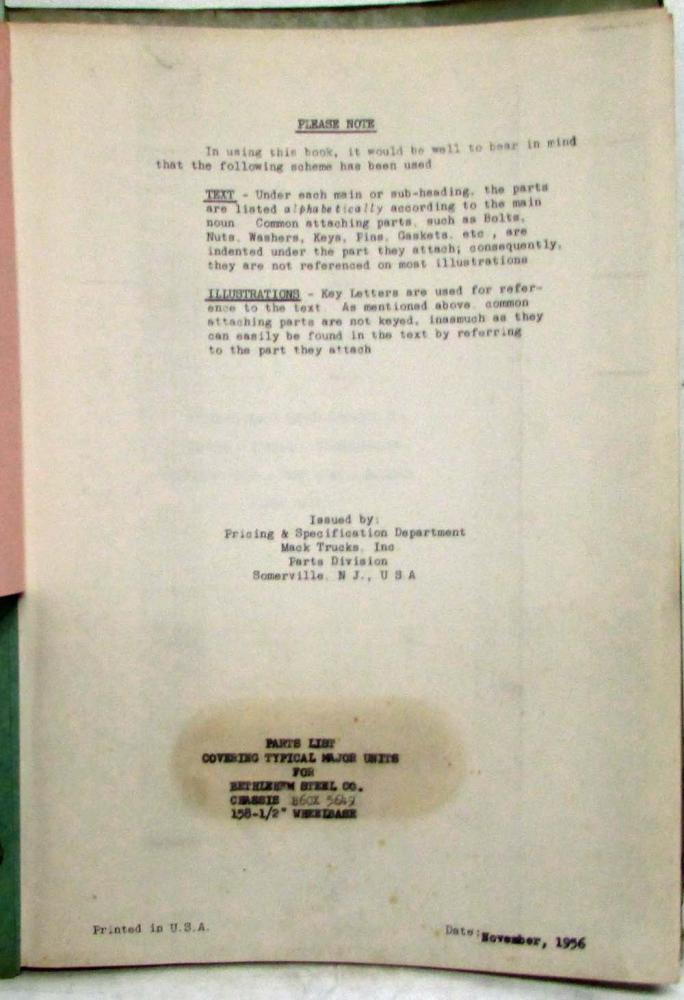 PLEASE NOTE
In using this book, it would be well to bear in mind
that the following scheme has been used
TEXT - Under each main or sub-heading, the parts
are listed alphabetically according to the main
noun Common attaching parts, such as Bolts,
Nuts, Washers, Keys, Pins, Gaskets, etc , are
indented under the part they attach; consequently,
they are not referenced on most illustrations
ILLUSTRATIONS - Key Letters are used for refer-
ence to the text As mentioned above, common
attaching parts are not keyed, inasmuch as they
can easily be found in the text by referring
to the part they attach
Issued by:
Pricing & Specification Department
Mack Trucks, Inc
Parts Division
Somerville, N J., U S A
PARTS LIST
COVERING TYPICAL MAJOR UNITS
FOR
BETHLEHEM STEEL CO.
CHASSIS B60X 5649
158-1/2" WHEELBASE
Printed in U.S.A.
Date: November, 1956